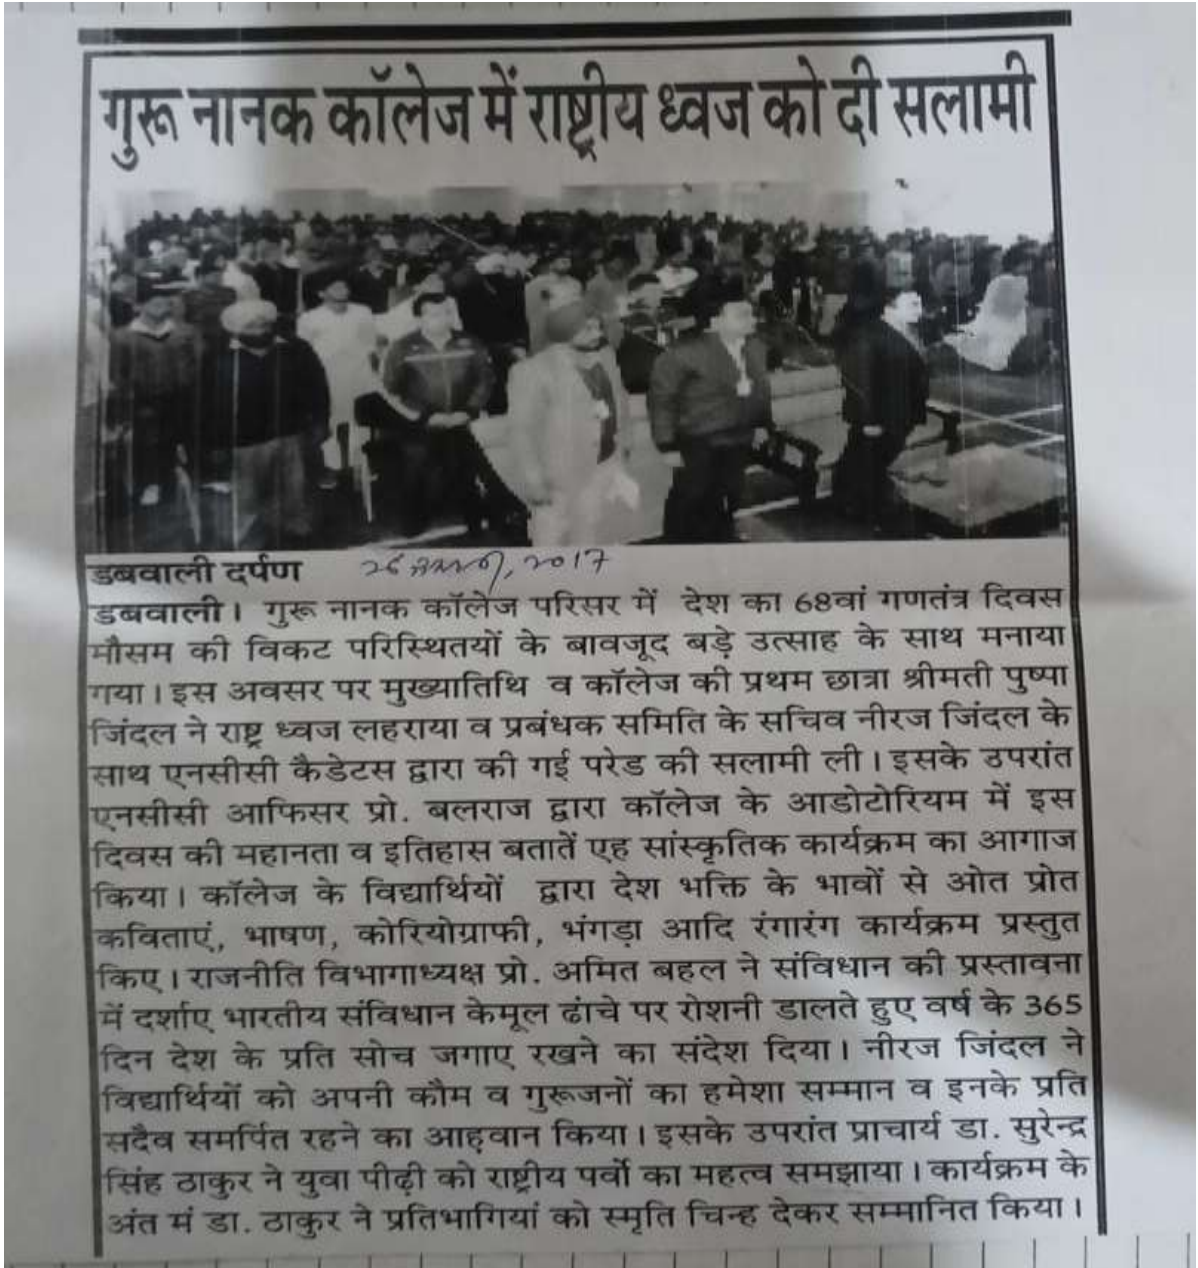 गुरू नानक कॉलेज में राष्ट्रीय ध्वज को दी सलामी
डबवाली दर्पण 26 जनवरी, 2017
डबवाली। गुरू नानक कॉलेज परिसर में देश का 68वां गणतंत्र दिवस
मौसम की विकट परिस्थितयों के बावजूद बड़े उत्साह के साथ मनाया
गया। इस अवसर पर मुख्यातिथि व कॉलेज की प्रथम छात्रा श्रीमती पुष्पा
जिंदल ने राष्ट्र ध्वज लहराया व प्रबंधक समिति के सचिव नीरज जिंदल के
साथ एनसीसी कैडेटस द्वारा की गई परेड की सलामी ली। इसके उपरांत
एनसीसी आफिसर प्रो. बलराज द्वारा कॉलेज के आडोटोरियम में इस
दिवस की महानता व इतिहास बतातें एह सांस्कृतिक कार्यक्रम का आगाज
किया। कॉलेज के विद्यार्थियों द्वारा देश भक्ति के भावों से ओत प्रोत
कविताएं, भाषण, कोरियोग्राफी, भंगड़ा आदि रंगारंग कार्यक्रम प्रस्तुत
किए। राजनीति विभागाध्यक्ष प्रो. अमित बहल ने संविधान की प्रस्तावना
में दर्शाए भारतीय संविधान केमूल ढांचे पर रोशनी डालते हुए वर्ष के 365
दिन देश के प्रति सोच जगाए रखने का संदेश दिया। नीरज जिंदल ने
विद्यार्थियों को अपनी कौम व गुरूजनों का हमेशा सम्मान व इनके प्रति
सदैव समर्पित रहने का आह्वान किया। इसके उपरांत प्राचार्य डा. सुरेन्द्र
सिंह ठाकुर ने युवा पीढ़ी को राष्ट्रीय पर्वो का महत्व समझाया। कार्यक्रम के
अंत मं डा. ठाकुर ने प्रतिभागियां को स्मृति चिन्ह देकर सम्मानित किया।